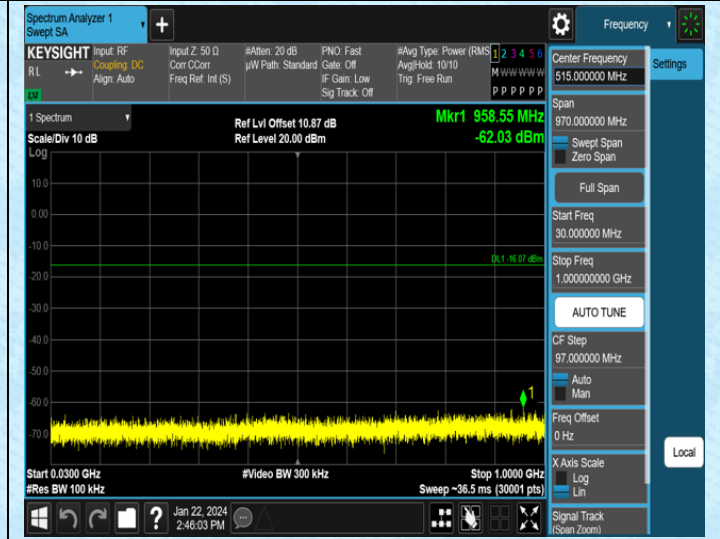 Spectrum Analyzer 1
Swept SA
Frequency
KEYSIGHT
RL
Input: RF
Coupling: DC
Align: Auto
Input Z: 50 Ω
Corr CCorr
Freq Ref: Int (S)
#Atten: 20 dB
µW Path: Standard
PNO: Fast
Gate: Off
IF Gain: Low
Sig Track: Off
#Avg Type: Power (RMS
Avg|Hold: 10/10
Trig: Free Run
1 2 3 4 5 6
M W W W W W
P P P P P P
1 Spectrum
Scale/Div 10 dB
Log
Ref Lvl Offset 10.87 dB
Ref Level 20.00 dBm
Mkr1 958.55 MHz
-62.03 dBm
10.0
0.00
-10.0
-20.0
-30.0
-40.0
-50.0
-60.0
-70.0
DL1 -16.07 dBm
1
Start 0.0300 GHz
#Res BW 100 kHz
#Video BW 300 kHz
Stop 1.0000 GHz
Sweep ~36.5 ms (30001 pts)
Jan 22, 2024
2:46:03 PM
Center Frequency
515.000000 MHz
Settings
Span
970.000000 MHz
Swept Span
Zero Span
Full Span
Start Freq
30.000000 MHz
Stop Freq
1.000000000 GHz
AUTO TUNE
CF Step
97.000000 MHz
Auto
Man
Freq Offset
0 Hz
X Axis Scale
Log
Lin
Signal Track
(Span Zoom)
Local